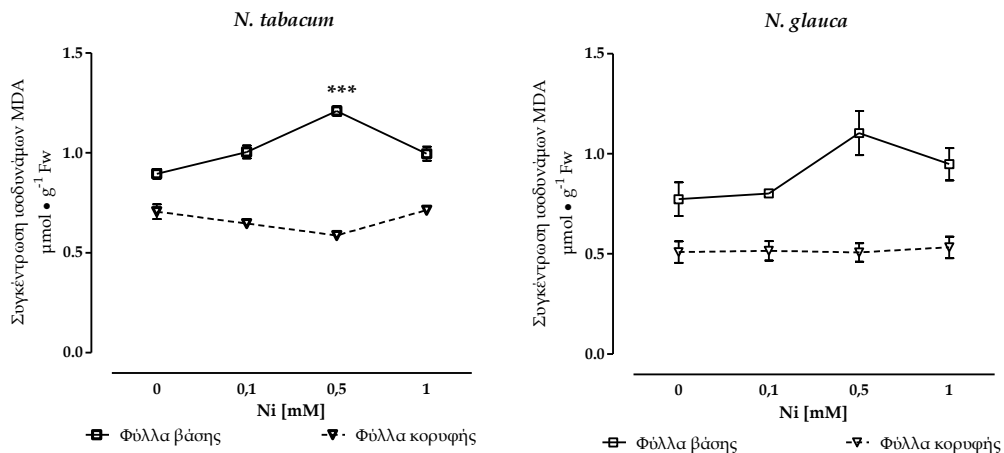 N. tabacum
Συγκέντρωση ισοδυνάμων MDA
μmol • g⁻¹ Fw
1.5
1.0
0.5
0.0
***
0 0,1 0,5 1
Ni [mM]
Φύλλα βάσης Φύλλα κορυφής
N. glauca
Συγκέντρωση ισοδυνάμων MDA
μmol • g⁻¹ Fw
1.5
1.0
0.5
0.0
0 0,1 0,5 1
Ni [mM]
Φύλλα βάσης Φύλλα κορυφής